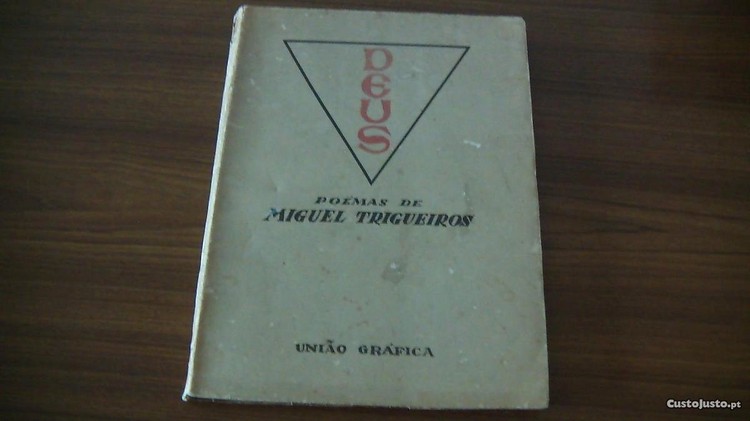 DEUS
POEMAS DE
MIGUEL TRIGUEIROS
UNIÃO GRÁFICA
CustoJusto.pt